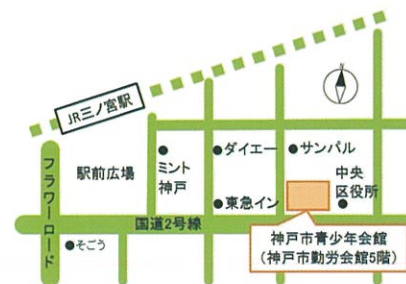 JR三ノ宮駅
フラワーロード
駅前広場
ミント
神戸
ダイエー
サンパル
中央
区役所
東急イン
国道2号線
そごう
神戸市青少年会館
(神戸市勤労会館5階)